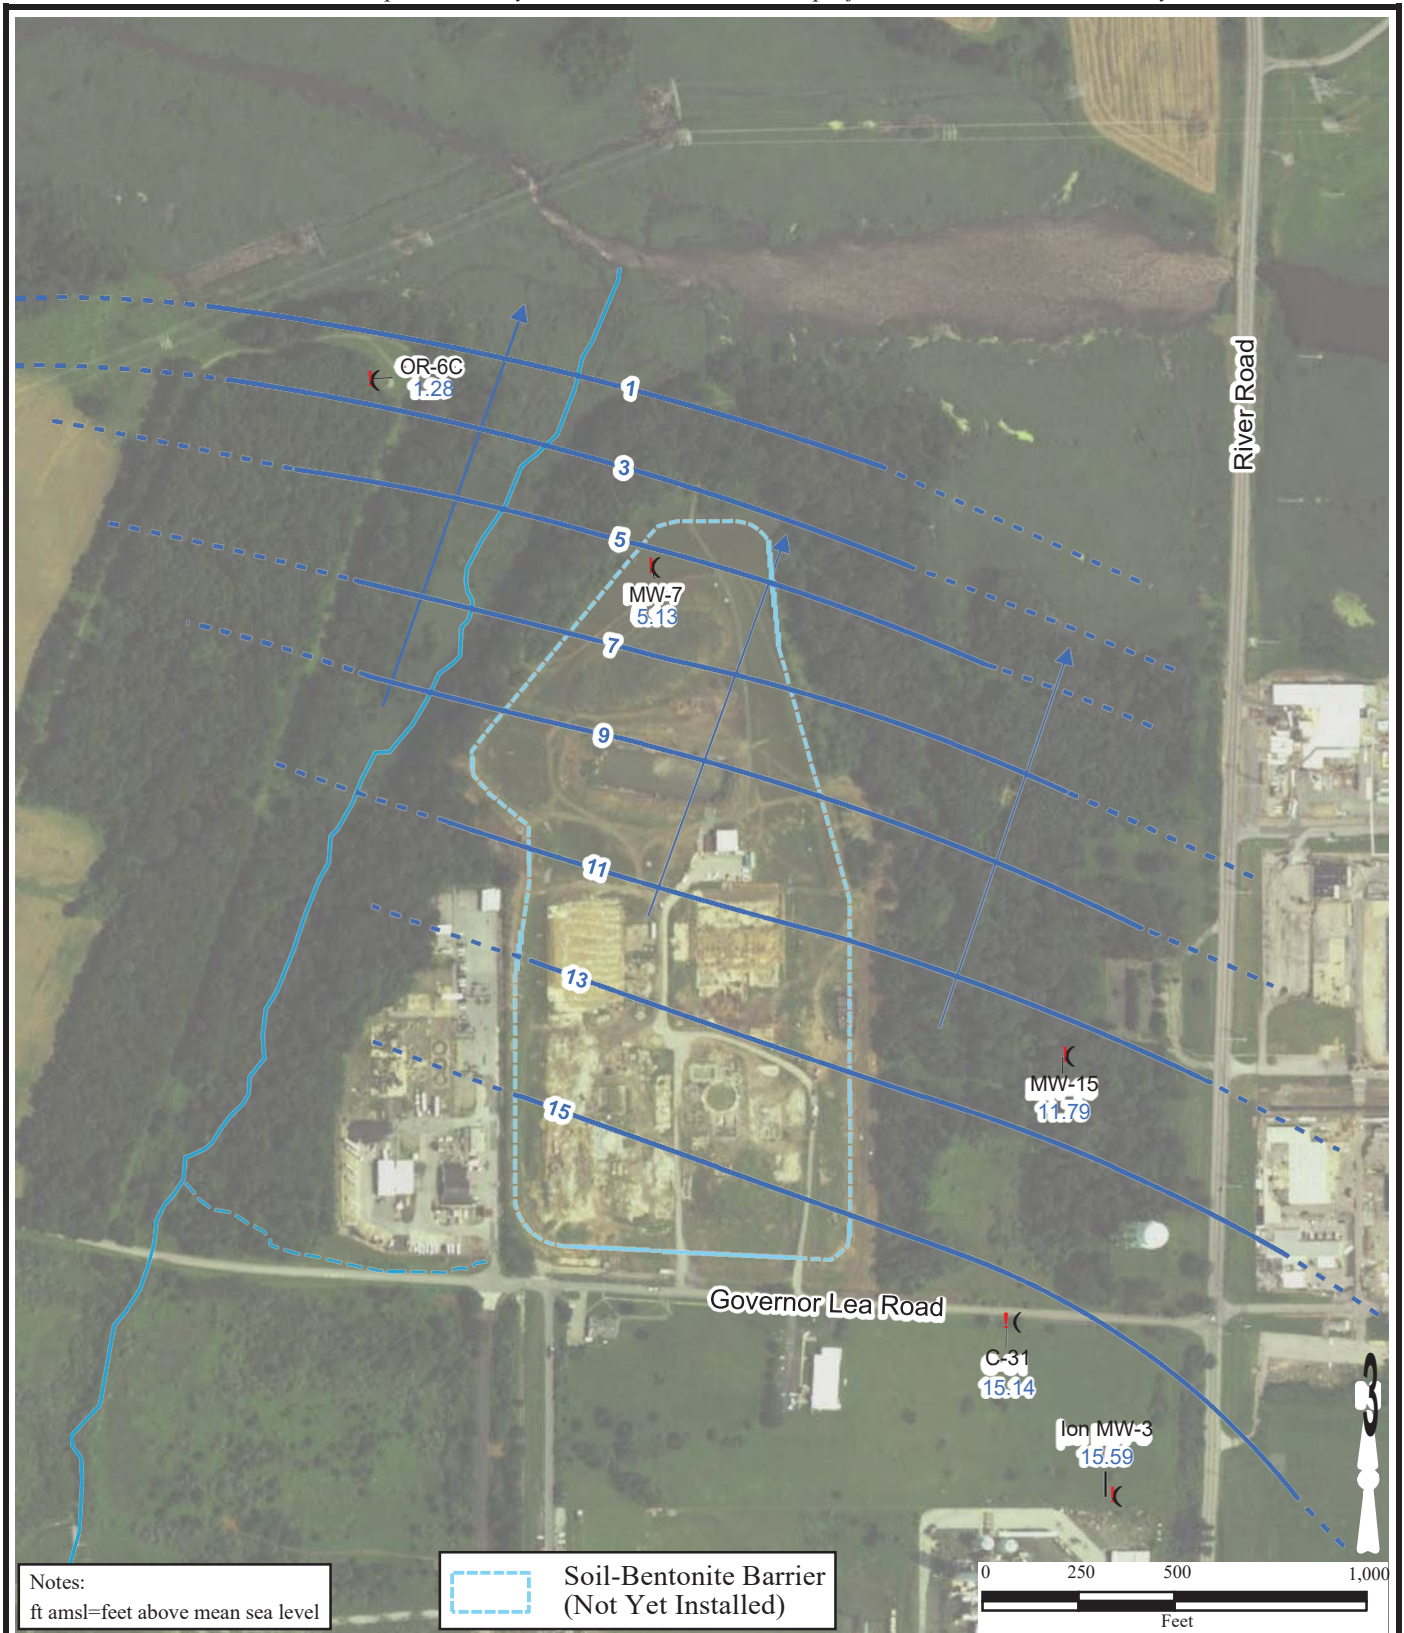 1
OR-6C
1.28
3
5
MW-7
5.13
7
9
11
13
15
River Road
MW-15
11.79
Governor Lea Road
C-31
15.14
Ion MW-3
15.59
Notes:
ft amsl=feet above mean sea level
Soil-Bentonite Barrier
(Not Yet Installed)
0 250 500 1,000
Feet